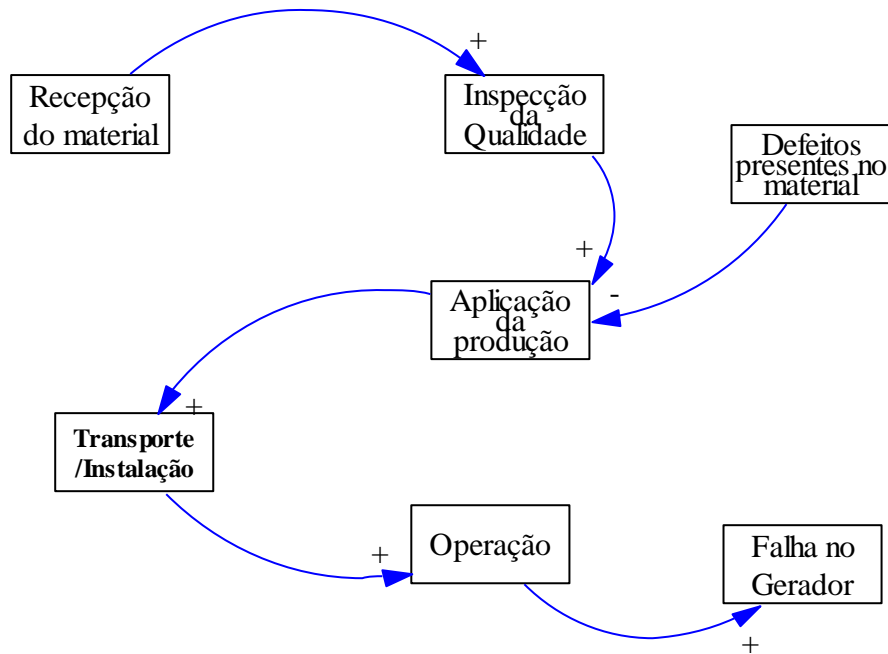 +
Recepção
do material
Inspecção
da
Qualidade
Defeitos
presentes no
material
+
-
Aplicação
da
produção
+
Transporte
/Instalação
+
Operação
Falha no
Gerador
+